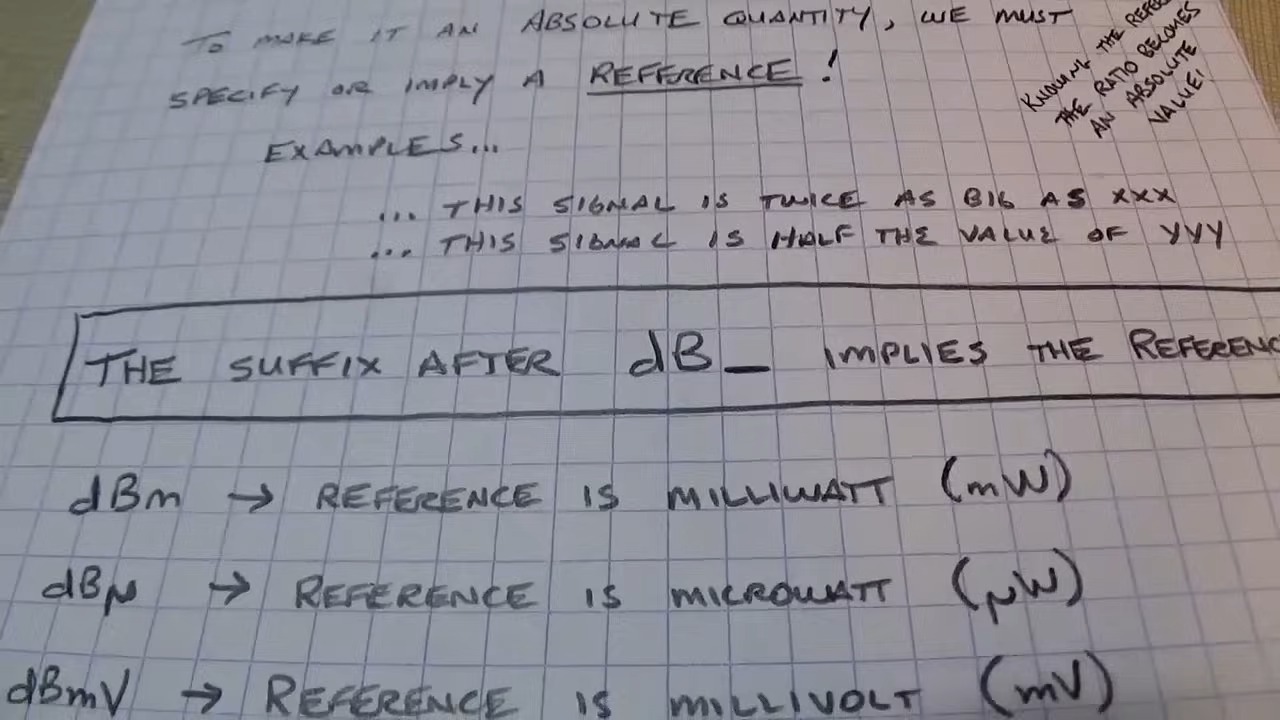 TO MAKE IT AN ABSOLUTE QUANTITY, WE MUST
SPECIFY OR IMPLY A REFERENCE!
KNOWING THE
THE RATIO BECOMES
AN ABSOLUTE
VALUE!
EXAMPLES...
... THIS SIGNAL IS TWICE AS BIG AS XXX
... THIS SIGNAL IS HALF THE VALUE OF YYY
THE SUFFIX AFTER dB_ IMPLIES THE REFERENC
dBm → REFERENCE IS MILLIWATT (mW)
dBμ → REFERENCE IS MICROWATT (μW)
dBmV → REFERENCE IS MILLIVOLT (mV)